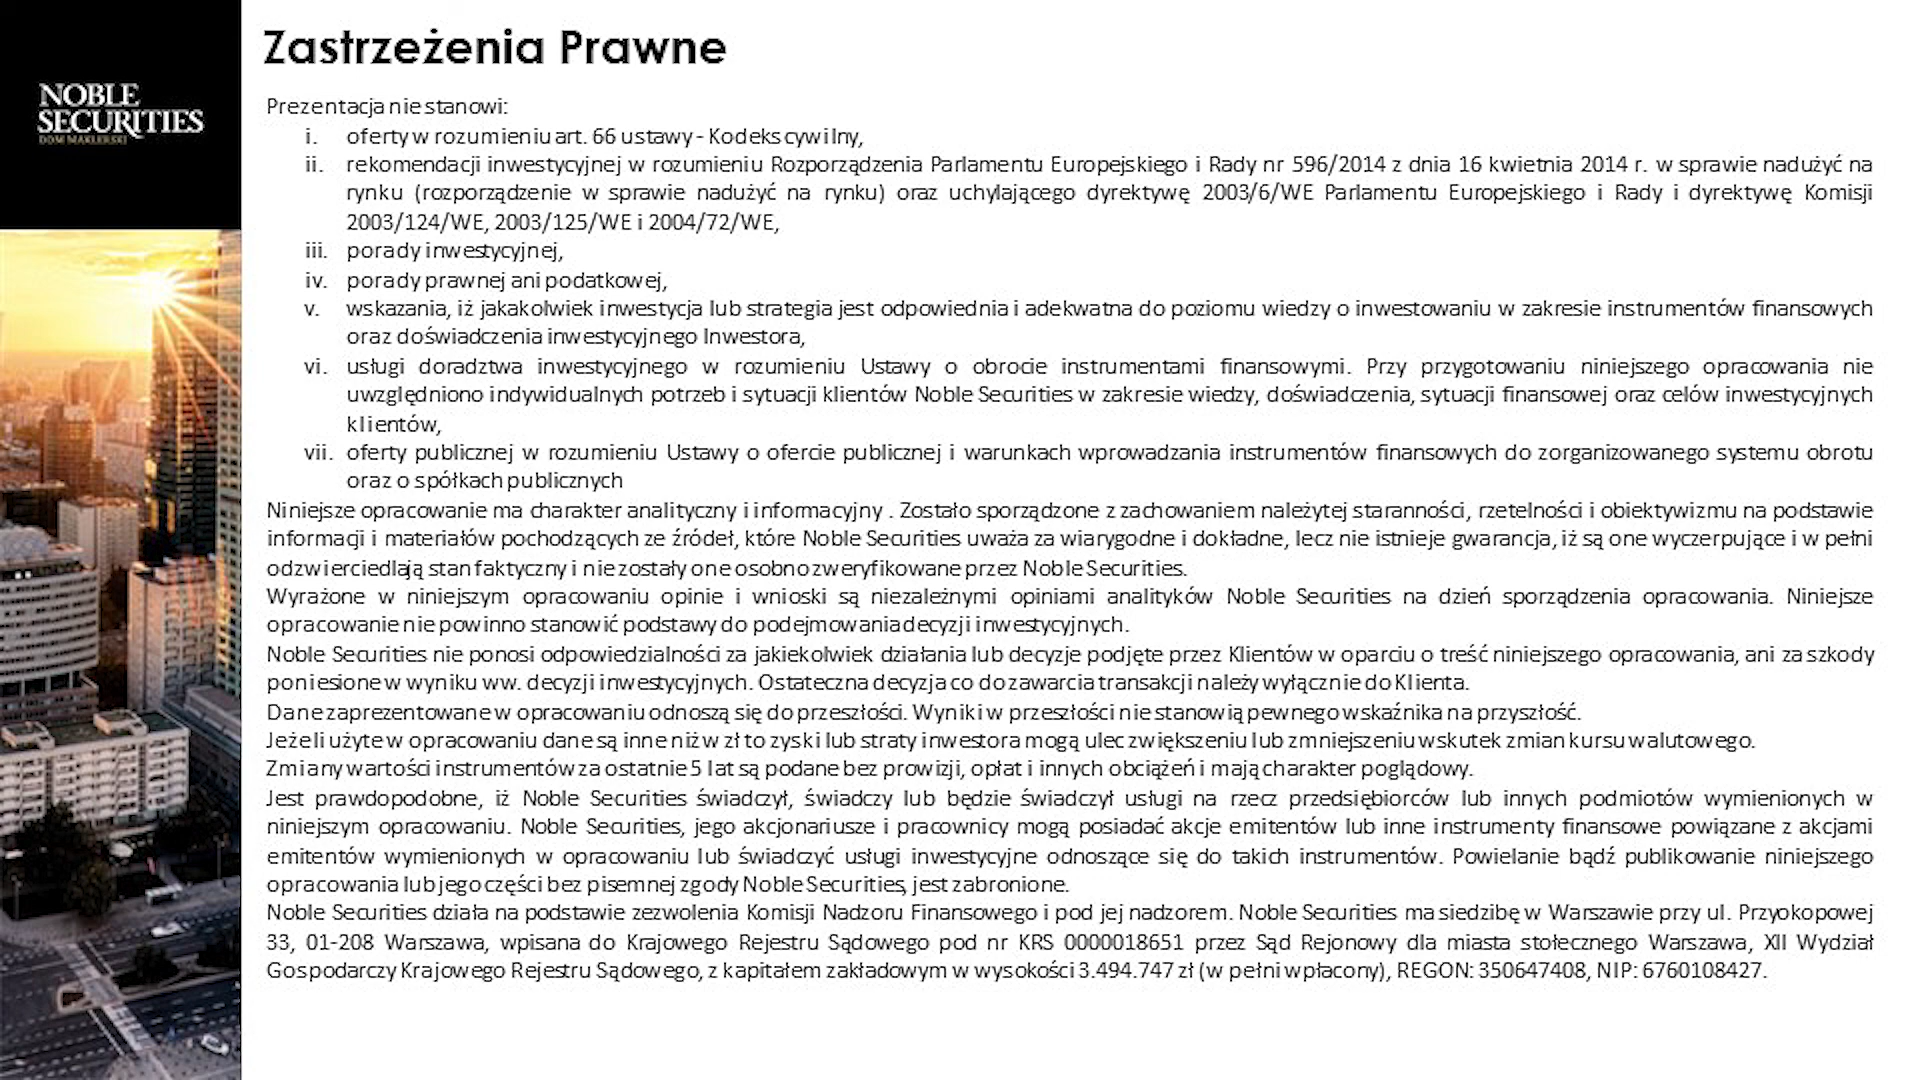 NOBLE
SECURITIES
DOM MAKLERSKI
Zastrzeżenia Prawne
Prezentacja nie stanowi:
i. oferty w rozumieniu art. 66 ustawy - Kodeks cywilny,
ii. rekomendacji inwestycyjnej w rozumieniu Rozporządzenia Parlamentu Europejskiego i Rady nr 596/2014 z dnia 16 kwietnia 2014 r. w sprawie nadużyć na
rynku (rozporządzenie w sprawie nadużyć na rynku) oraz uchylającego dyrektywę 2003/6/WE Parlamentu Europejskiego i Rady i dyrektywę Komisji
2003/124/WE, 2003/125/WE i 2004/72/WE,
iii. porady inwestycyjnej,
iv. porady prawnej ani podatkowej,
v. wskazania, iż jakakolwiek inwestycja lub strategia jest odpowiednia i adekwatna do poziomu wiedzy o inwestowaniu w zakresie instrumentów finansowych
oraz doświadczenia inwestycyjnego Inwestora,
vi. usługi doradztwa inwestycyjnego w rozumieniu Ustawy o obrocie instrumentami finansowymi. Przy przygotowaniu niniejszego opracowania nie
uwzględniono indywidualnych potrzeb i sytuacji klientów Noble Securities w zakresie wiedzy, doświadczenia, sytuacji finansowej oraz celów inwestycyjnych
klientów,
vii. oferty publicznej w rozumieniu Ustawy o ofercie publicznej i warunkach wprowadzania instrumentów finansowych do zorganizowanego systemu obrotu
oraz o spółkach publicznych
Niniejsze opracowanie ma charakter analityczny i informacyjny . Zostało sporządzone z zachowaniem należytej staranności, rzetelności i obiektywizmu na podstawie
informacji i materiałów pochodzących ze źródeł, które Noble Securities uważa za wiarygodne i dokładne, lecz nie istnieje gwarancja, iż są one wyczerpujące i w pełni
odzwierciedlają stan faktyczny i nie zostały one osobno zweryfikowane przez Noble Securities.
Wyrażone w niniejszym opracowaniu opinie i wnioski są niezależnymi opiniami analityków Noble Securities na dzień sporządzenia opracowania. Niniejsze
opracowanie nie powinno stanowić podstawy do podejmowania decyzji inwestycyjnych.
Noble Securities nie ponosi odpowiedzialności za jakiekolwiek działania lub decyzje podjęte przez Klientów w oparciu o treść niniejszego opracowania, ani za szkody
poniesione w wyniku ww. decyzji inwestycyjnych. Ostateczna decyzja co do zawarcia transakcji należy wyłącznie do Klienta.
Dane zaprezentowane w opracowaniu odnoszą się do przeszłości. Wyniki w przeszłości nie stanowią pewnego wskaźnika na przyszłość.
Jeżeli użyte w opracowaniu dane są inne niż w zł to zyski lub straty inwestora mogą ulec zwiększeniu lub zmniejszeniu wskutek zmian kursu walutowego.
Zmiany wartości instrumentów za ostatnie 5 lat są podane bez prowizji, opłat i innych obciążeń i mają charakter poglądowy.
Jest prawdopodobne, iż Noble Securities świadczył, świadczy lub będzie świadczył usługi na rzecz przedsiębiorców lub innych podmiotów wymienionych w
niniejszym opracowaniu. Noble Securities, jego akcjonariusze i pracownicy mogą posiadać akcje emitentów lub inne instrumenty finansowe powiązane z akcjami
emitentów wymienionych w opracowaniu lub świadczyć usługi inwestycyjne odnoszące się do takich instrumentów. Powielanie bądź publikowanie niniejszego
opracowania lub jego części bez pisemnej zgody Noble Securities, jest zabronione.
Noble Securities działa na podstawie zezwolenia Komisji Nadzoru Finansowego i pod jej nadzorem. Noble Securities ma siedzibę w Warszawie przy ul. Przyokopowej
33, 01-208 Warszawa, wpisana do Krajowego Rejestru Sądowego pod nr KRS 0000018651 przez Sąd Rejonowy dla miasta stołecznego Warszawa, XII Wydział
Gospodarczy Krajowego Rejestru Sądowego, z kapitałem zakładowym w wysokości 3.494.747 zł (w pełni wpłacony), REGON: 350647408, NIP: 6760108427.